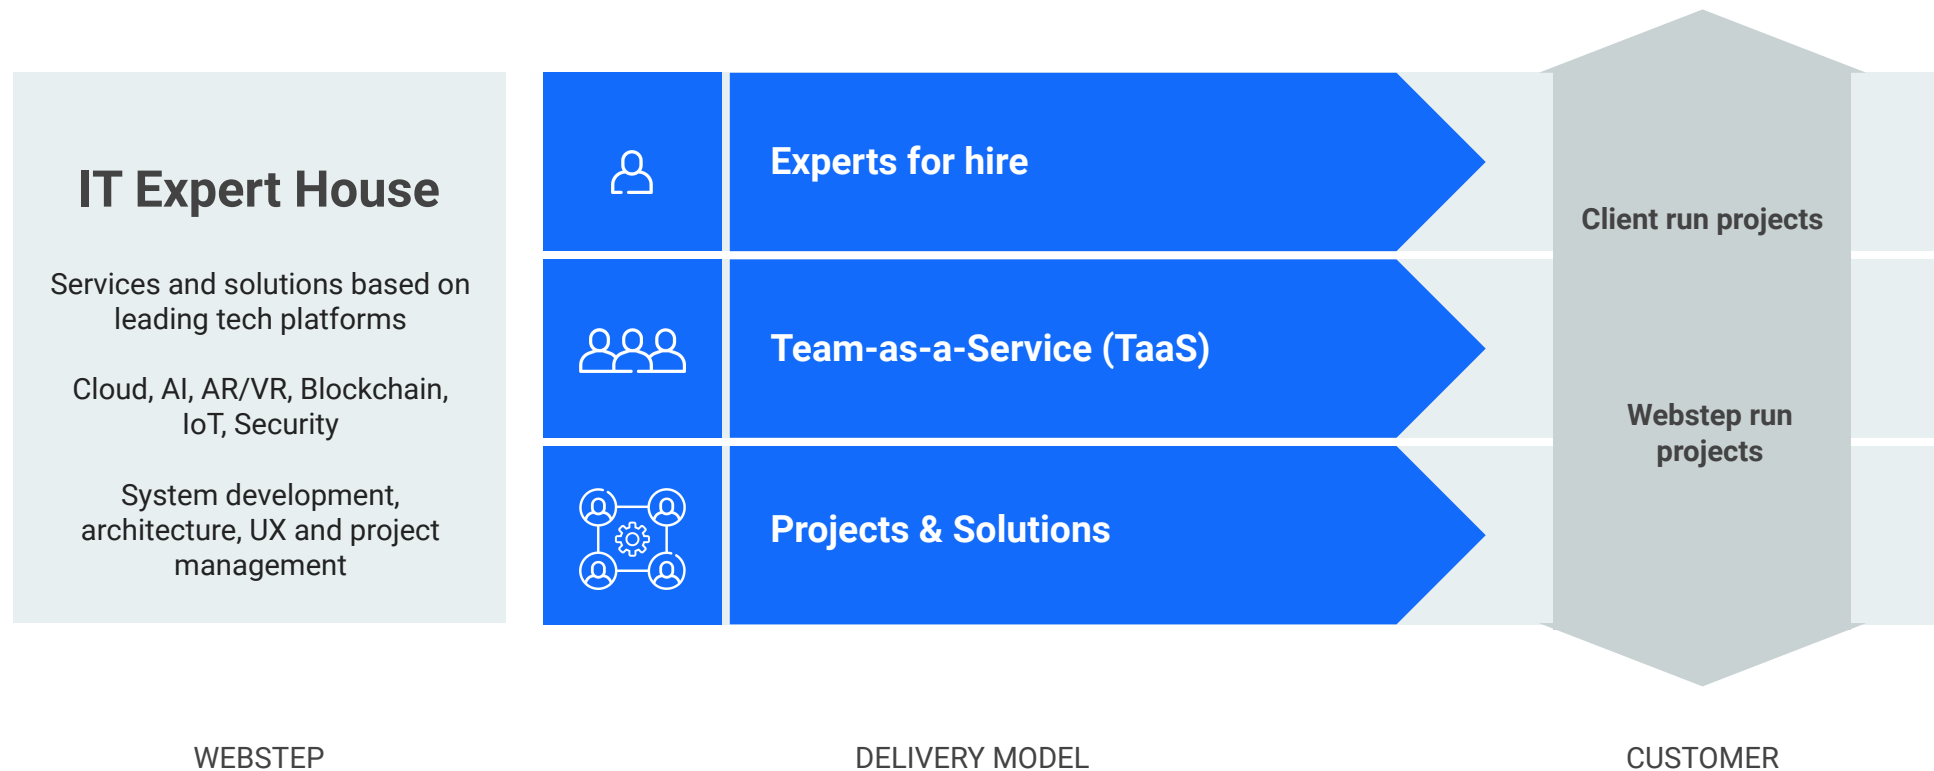 IT Expert House
Services and solutions based on
leading tech platforms
Cloud, AI, AR/VR, Blockchain,
IoT, Security
System development,
architecture, UX and project
management
Experts for hire
Team-as-a-Service (TaaS)
Projects & Solutions
Client run projects
Webstep run
projects
WEBSTEP
DELIVERY MODEL
CUSTOMER